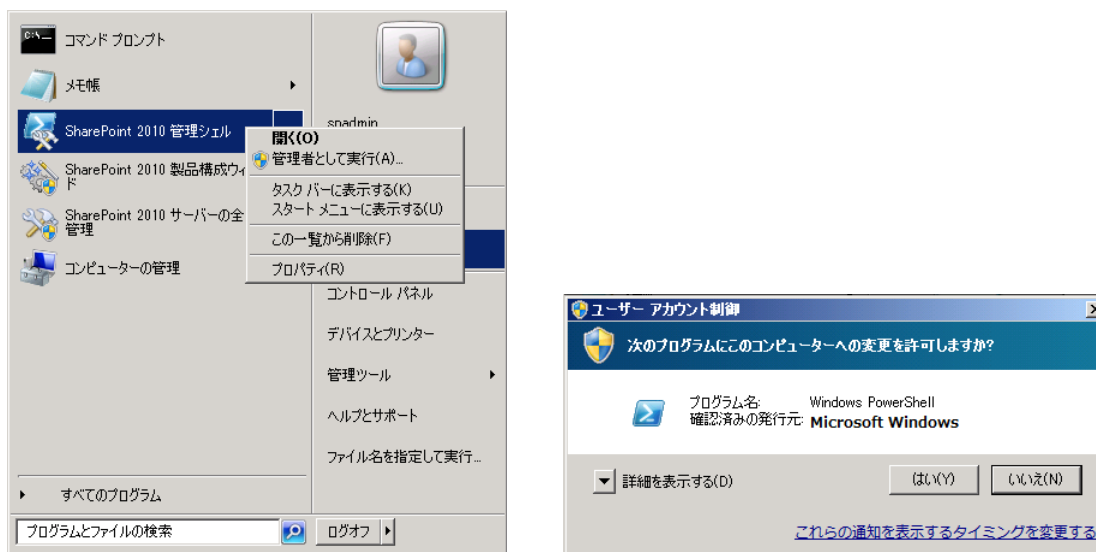 コマンド プロンプト
メモ帳
SharePoint 2010 管理シェル
SharePoint 2010 製品構成ウィ
ド
SharePoint 2010 サーバーの全
管理
コンピューターの管理
すべてのプログラム
プログラムとファイルの検索
spadmin
開く(O)
管理者として実行(A)...
タスク バーに表示する(K)
スタート メニューに表示する(U)
この一覧から削除(F)
プロパティ(R)
コントロール パネル
デバイスとプリンター
管理ツール
ヘルプとサポート
ファイル名を指定して実行...
ログオフ
ユーザー アカウント制御
次のプログラムにこのコンピューターへの変更を許可しますか?
プログラム名: Windows PowerShell
確認済みの発行元: Microsoft Windows
詳細を表示する(D)
はい(Y)
いいえ(N)
これらの通知を表示するタイミングを変更する